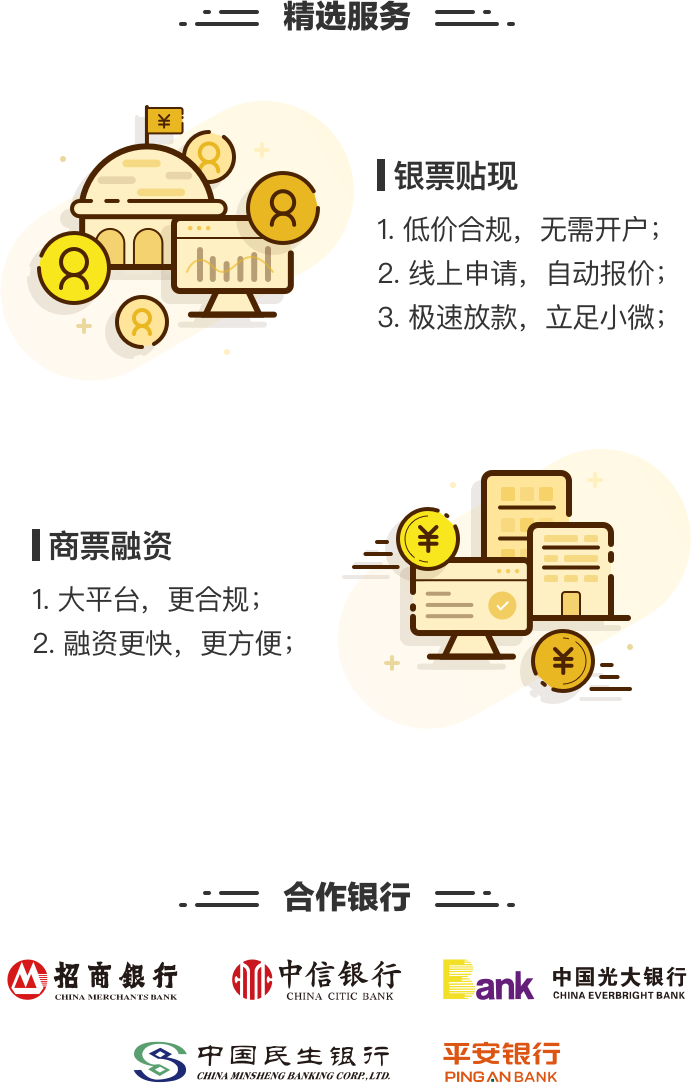 精选服务
¥
银票贴现
1. 低价合规，无需开户；
2. 线上申请，自动报价；
3. 极速放款，立足小微；
商票融资
1. 大平台，更合规；
2. 融资更快，更方便；
¥
¥
合作银行
招商銀行
CHINA MERCHANTS BANK
中信银行
CHINA CITIC BANK
Bank
中国光大银行
CHINA EVERBRIGHT BANK
中国民生银行
CHINA MINSHENG BANKING CORP.,LTD.
平安银行
PING AN BANK